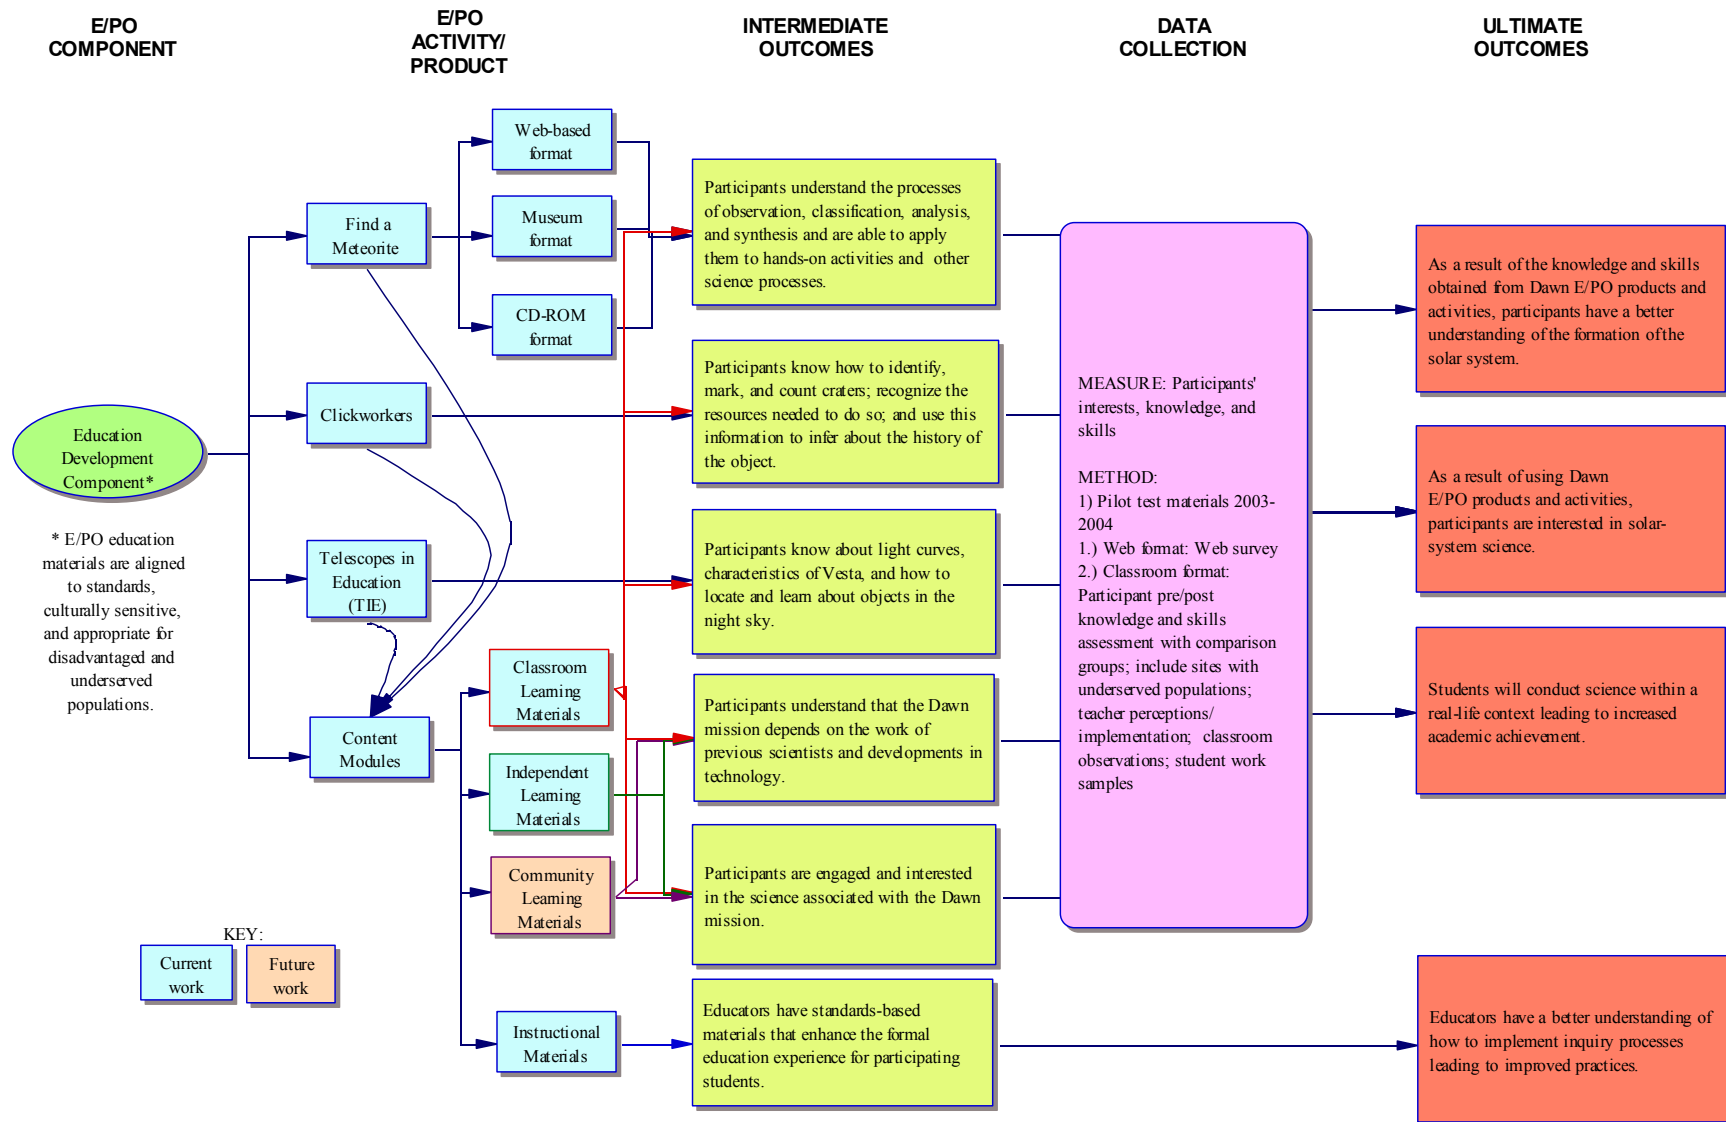 E/PO
COMPONENT
E/PO
ACTIVITY/
PRODUCT
INTERMEDIATE
OUTCOMES
DATA
COLLECTION
ULTIMATE
OUTCOMES
Education
Development
Component*
* E/PO education
materials are aligned
to standards,
culturally sensitive,
and appropriate for
disadvantaged and
underserved
populations.
KEY:
Current
work
Future
work
Find a
Meteorite
Clickworkers
Telescopes in
Education
(TIE)
Content
Modules
Web-based
format
Museum
format
CD-ROM
format
Classroom
Learning
Materials
Independent
Learning
Materials
Community
Learning
Materials
Instructional
Materials
Participants understand the processes
of observation, classification, analysis,
and synthesis and are able to apply
them to hands-on activities and other
science processes.
Participants know how to identify,
mark, and count craters; recognize the
resources needed to do so; and use this
information to infer about the history of
the object.
Participants know about light curves,
characteristics of Vesta, and how to
locate and learn about objects in the
night sky.
Participants understand that the Dawn
mission depends on the work of
previous scientists and developments in
technology.
Participants are engaged and interested
in the science associated with the Dawn
mission.
Educators have standards-based
materials that enhance the formal
education experience for participating
students.
MEASURE: Participants'
interests, knowledge, and
skills
METHOD:
1) Pilot test materials 2003-
2004
1.) Web format: Web survey
2.) Classroom format:
Participant pre/post
knowledge and skills
assessment with comparison
groups; include sites with
underserved populations;
teacher perceptions/
implementation; classroom
observations; student work
samples
As a result of the knowledge and skills
obtained from Dawn E/PO products and
activities, participants have a better
understanding of the formation of the
solar system.
As a result of using Dawn
E/PO products and activities,
participants are interested in solar-
system science.
Students will conduct science within a
real-life context leading to increased
academic achievement.
Educators have a better understanding of
how to implement inquiry processes
leading to improved practices.